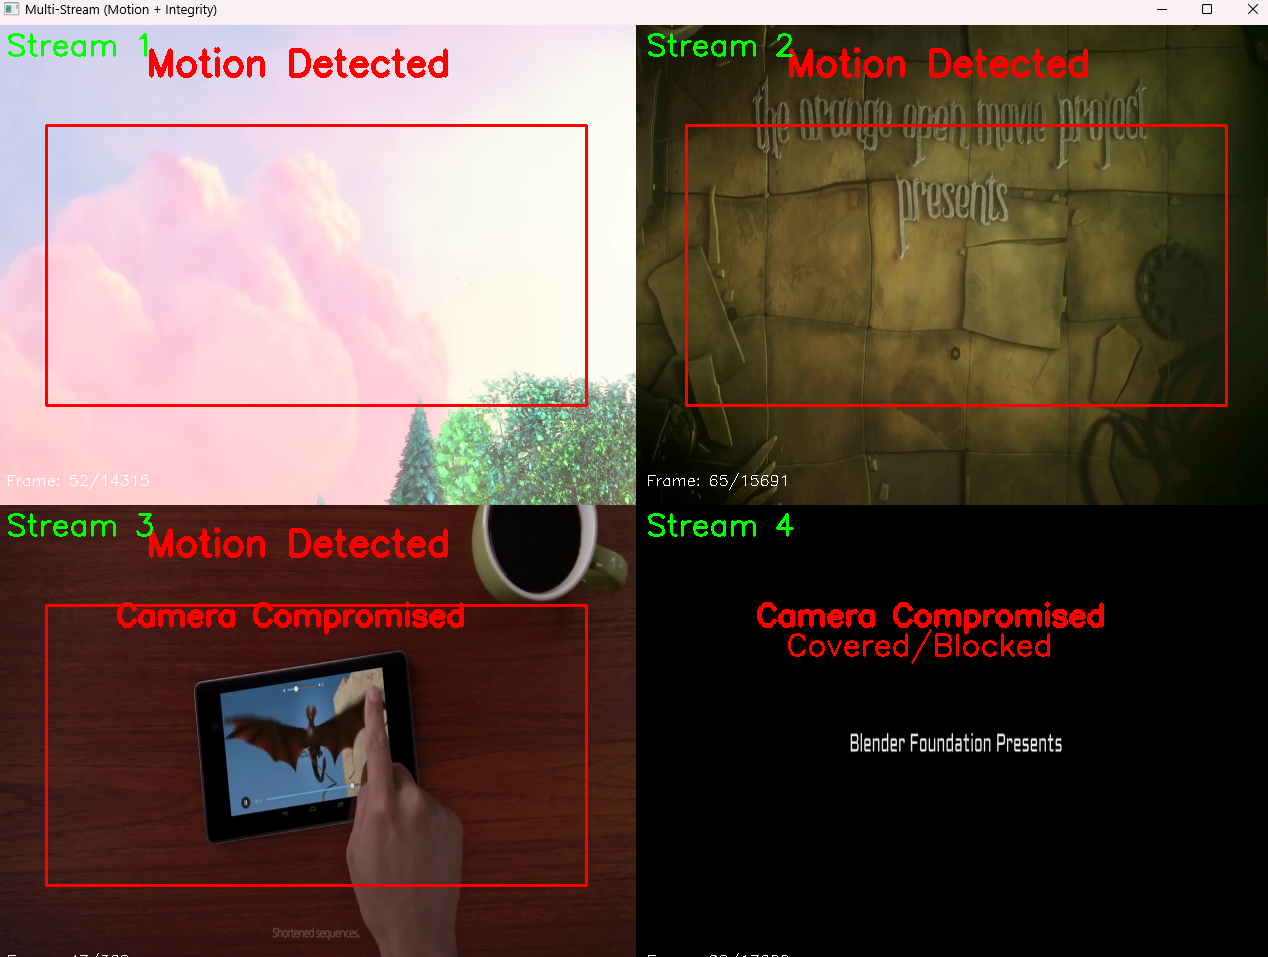 Multi-Stream (Motion + Integrity)
Stream 1
Motion Detected
Frame: 52/14315
Stream 2
Motion Detected
the orange open movie project
presents
Frame: 65/15691
Stream 3
Motion Detected
Camera Compromised
Shortened sequences.
Stream 4
Camera Compromised
Covered/Blocked
Blender Foundation Presents